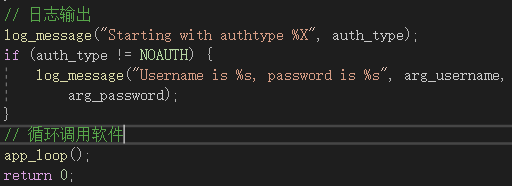 // 日志输出
log_message("Starting with authtype %X", auth_type);
if (auth_type != NOAUTH) {
log_message("Username is %s, password is %s", arg_username,
arg_password);
}
// 循环调用软件
app_loop();
return 0;